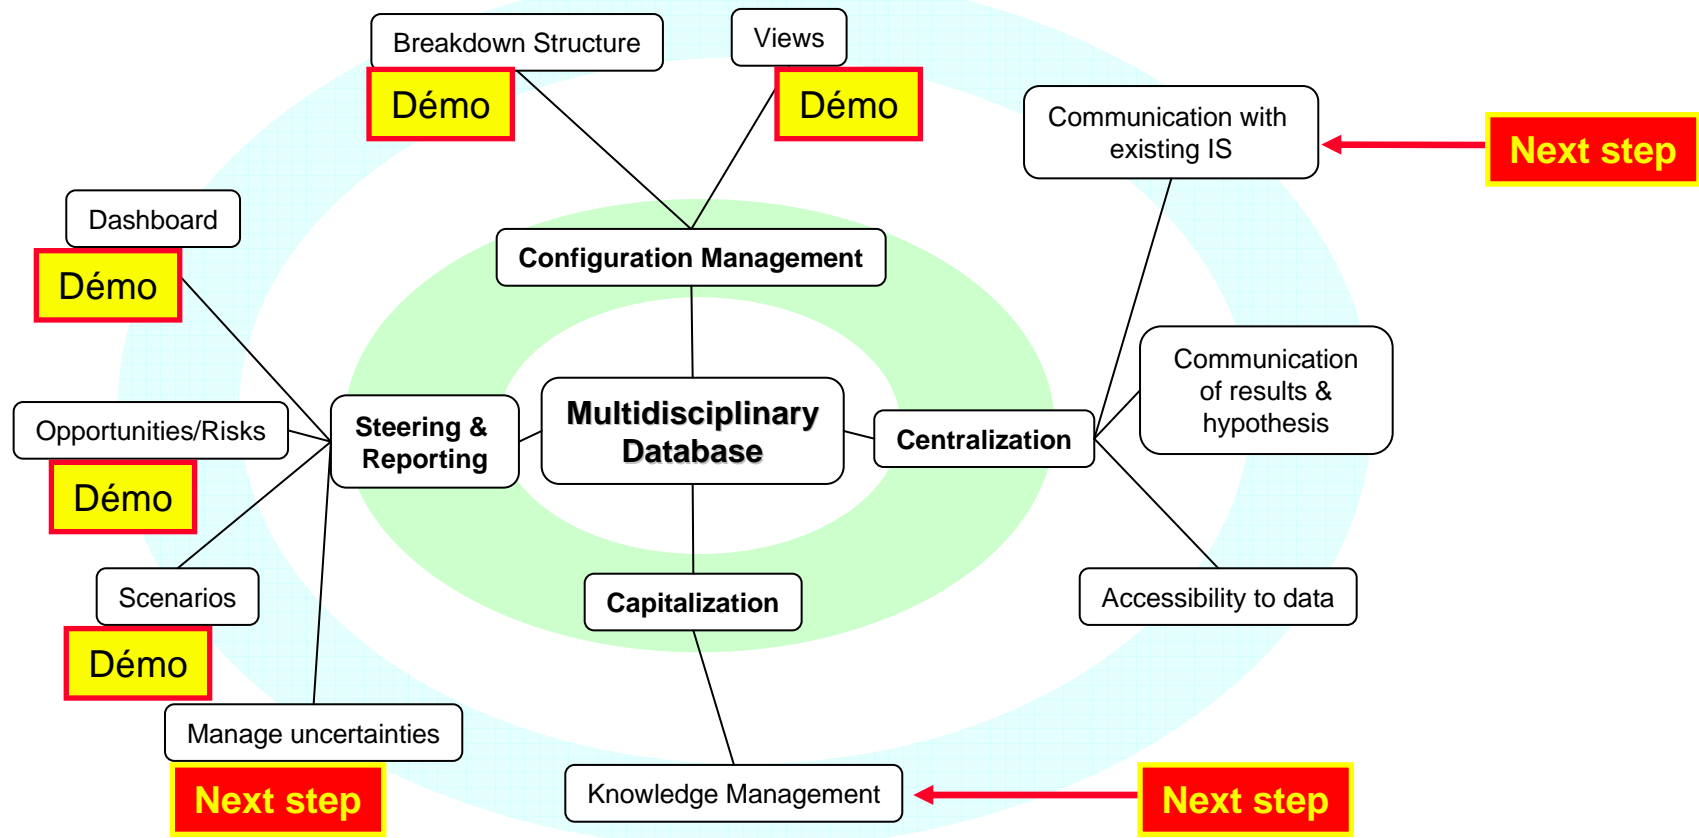 Breakdown Structure
Views
Démo
Démo
Communication with
existing IS
Next step
Dashboard
Démo
Configuration Management
Communication
of results &
hypothesis
Opportunities/Risks
Démo
Steering &
Reporting
Multidisciplinary
Database
Centralization
Scenarios
Démo
Capitalization
Accessibility to data
Manage uncertainties
Next step
Knowledge Management
Next step